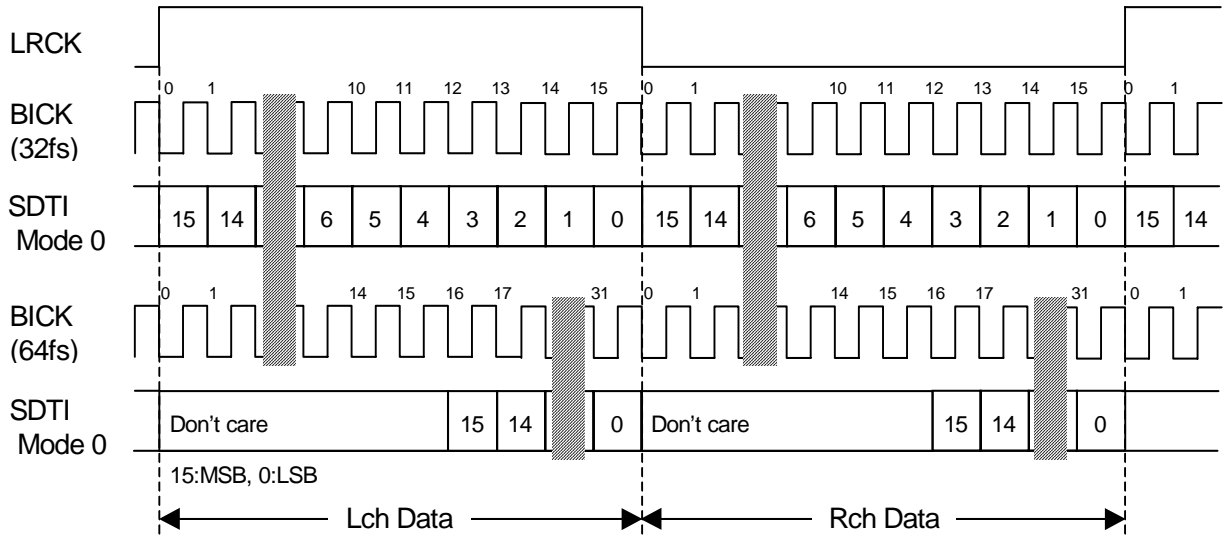 LRCK
0 1 10 11 12 13 14 15 0 1 10 11 12 13 14 15 0 1
BICK
(32fs)
SDTI
Mode 0
15 14 6 5 4 3 2 1 0 15 14 6 5 4 3 2 1 0 15 14
0 1 14 15 16 17 31 0 1 14 15 16 17 31 0 1
BICK
(64fs)
SDTI
Mode 0
Don't care 15 14 0 Don't care 15 14 0
15:MSB, 0:LSB
Lch Data Rch Data